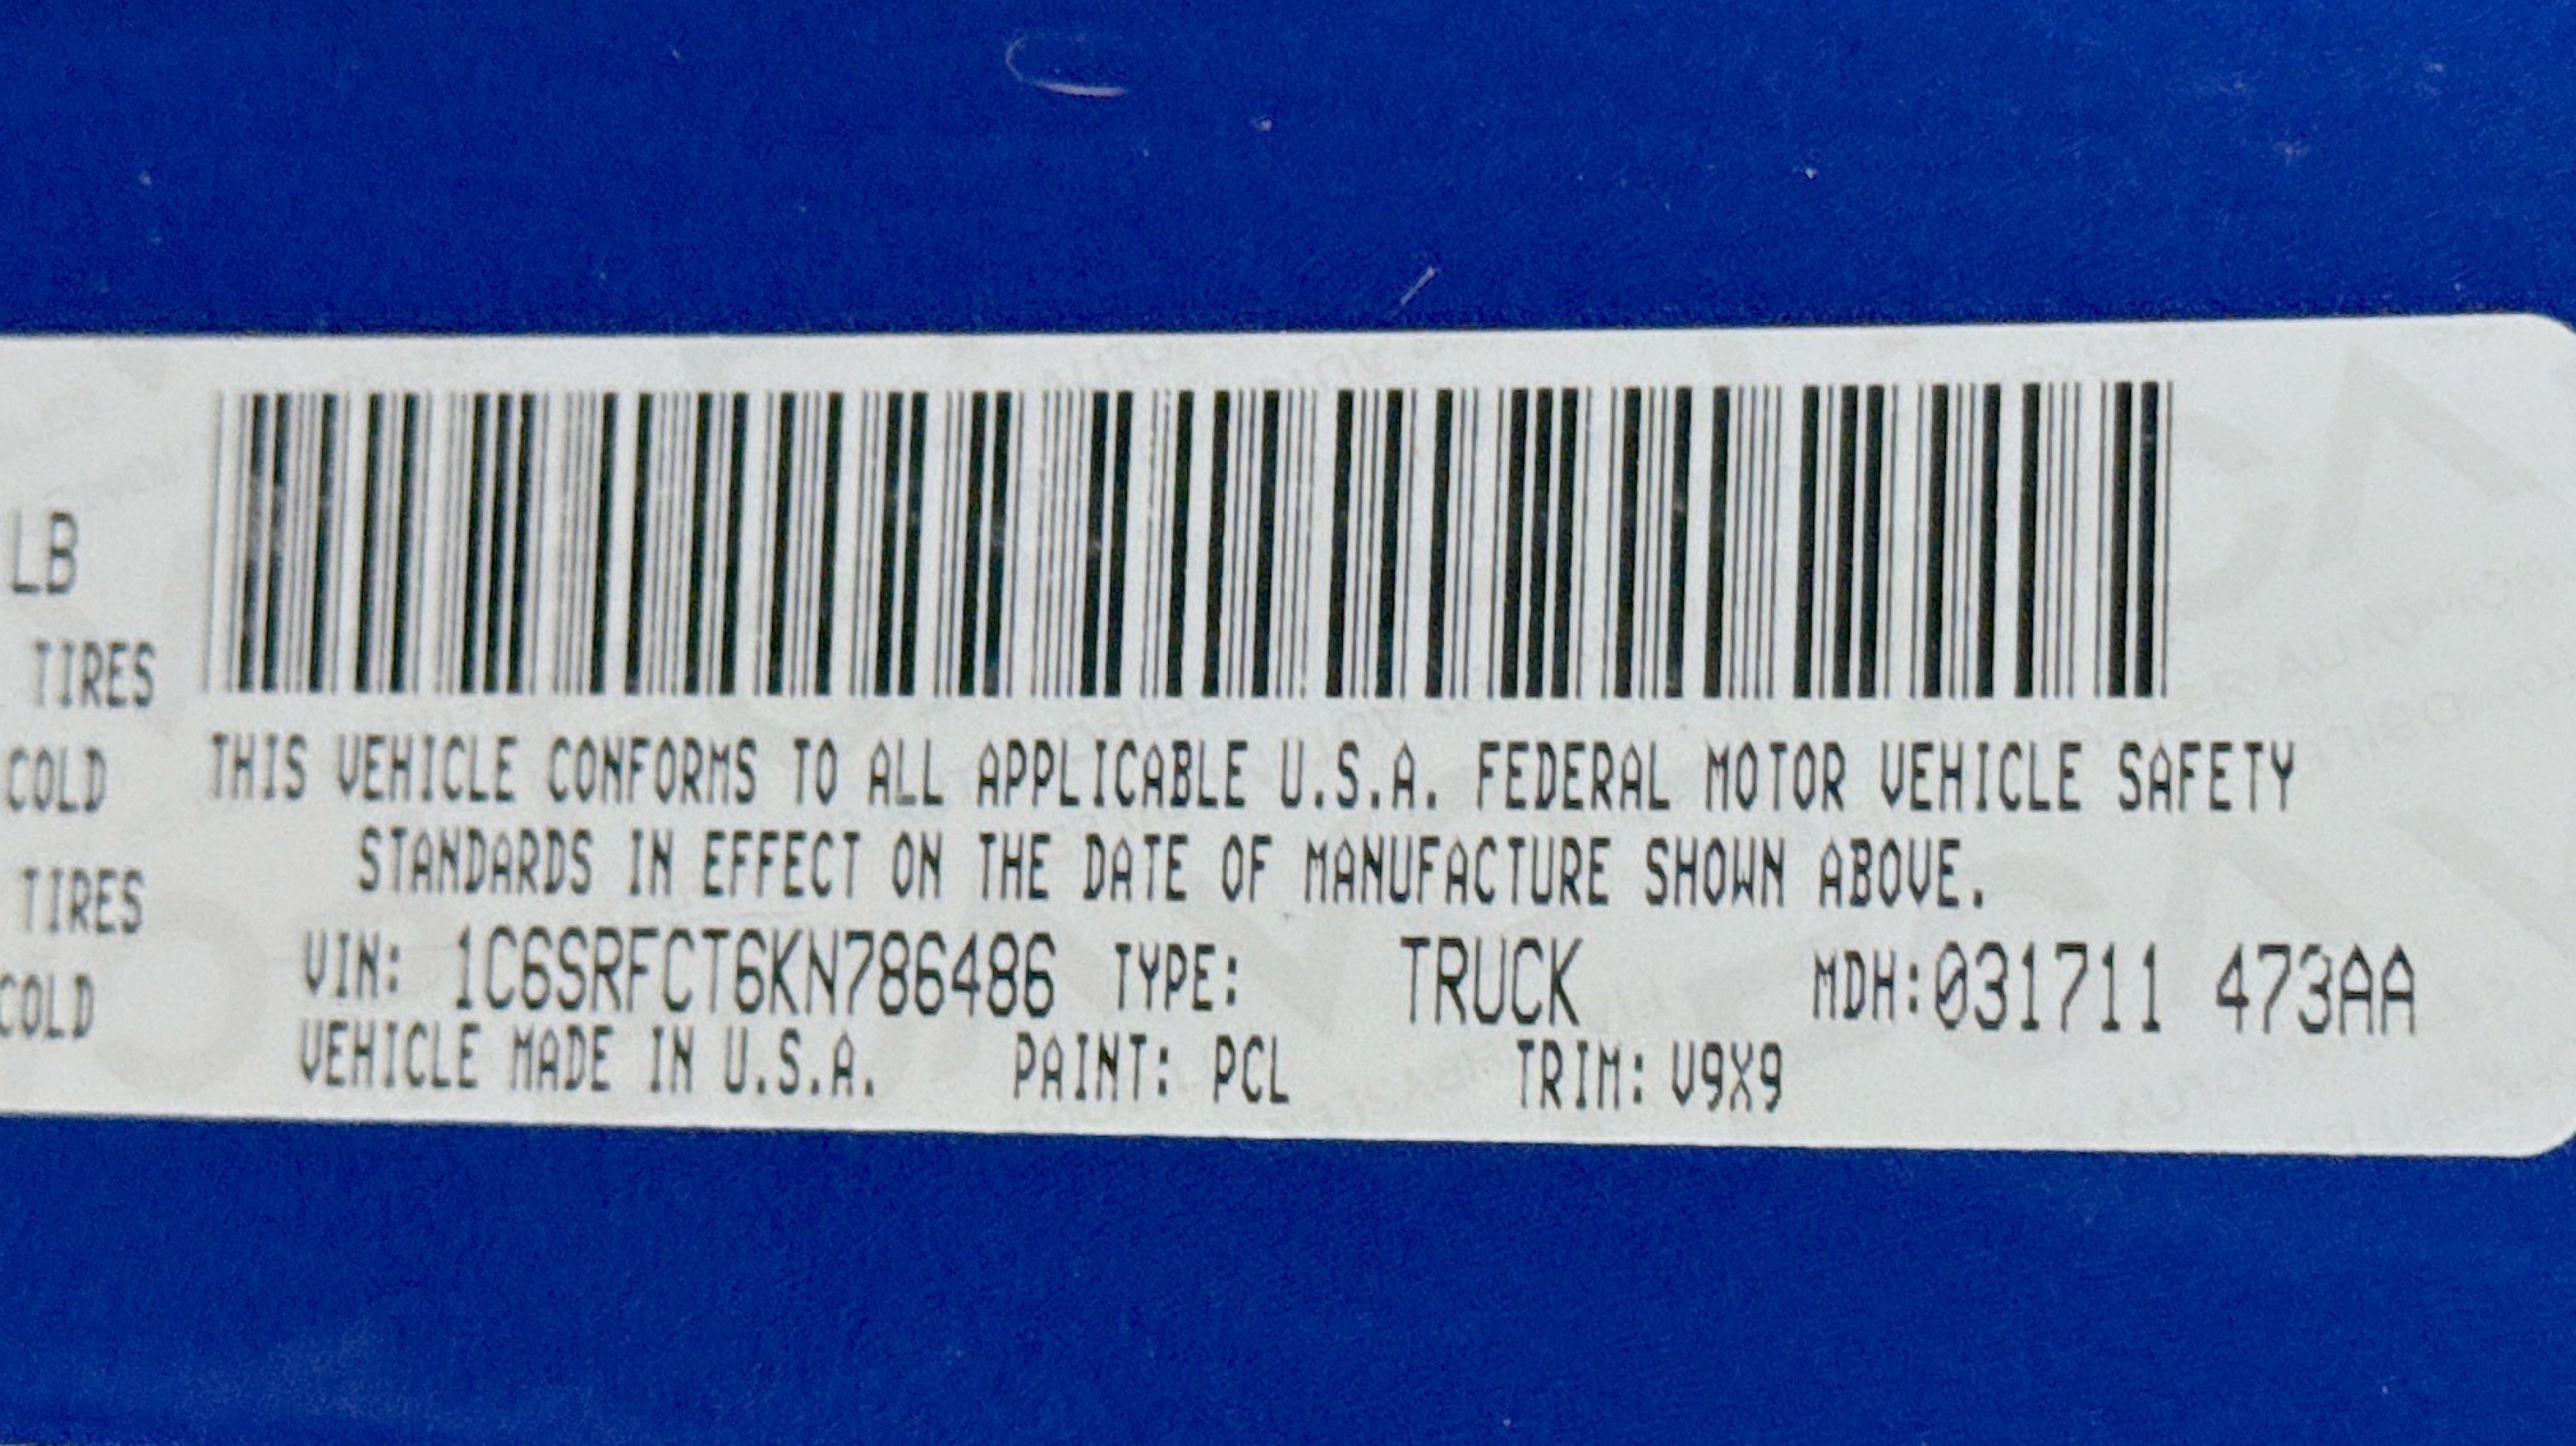 LB
TIRES
COLD
THIS VEHICLE CONFORMS TO ALL APPLICABLE U.S.A. FEDERAL MOTOR VEHICLE SAFETY
STANDARDS IN EFFECT ON THE DATE OF MANUFACTURE SHOWN ABOVE.
TIRES
VIN: 1C6SRFCT6KN786486 TYPE: TRUCK MDH:031711 473AA
COLD
VEHICLE MADE IN U.S.A. PAINT: PCL TRIM: V9X9